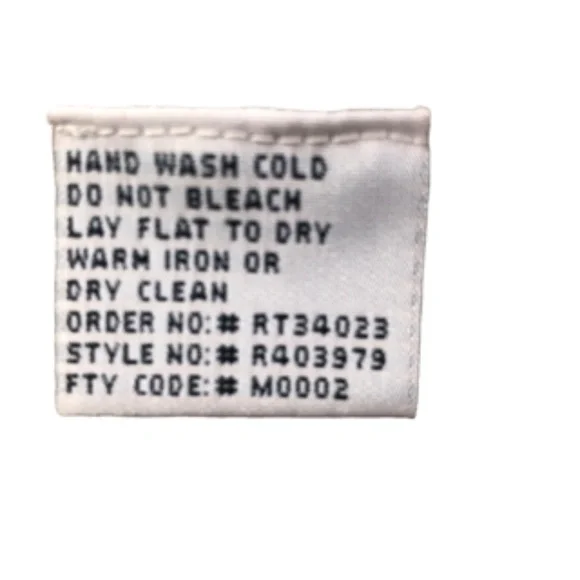 HAND WASH COLD
DO NOT BLEACH
LAY FLAT TO DRY
WARM IRON OR
DRY CLEAN
ORDER NO:# RT34023
STYLE NO:# R403979
FTY CODE:# M0002